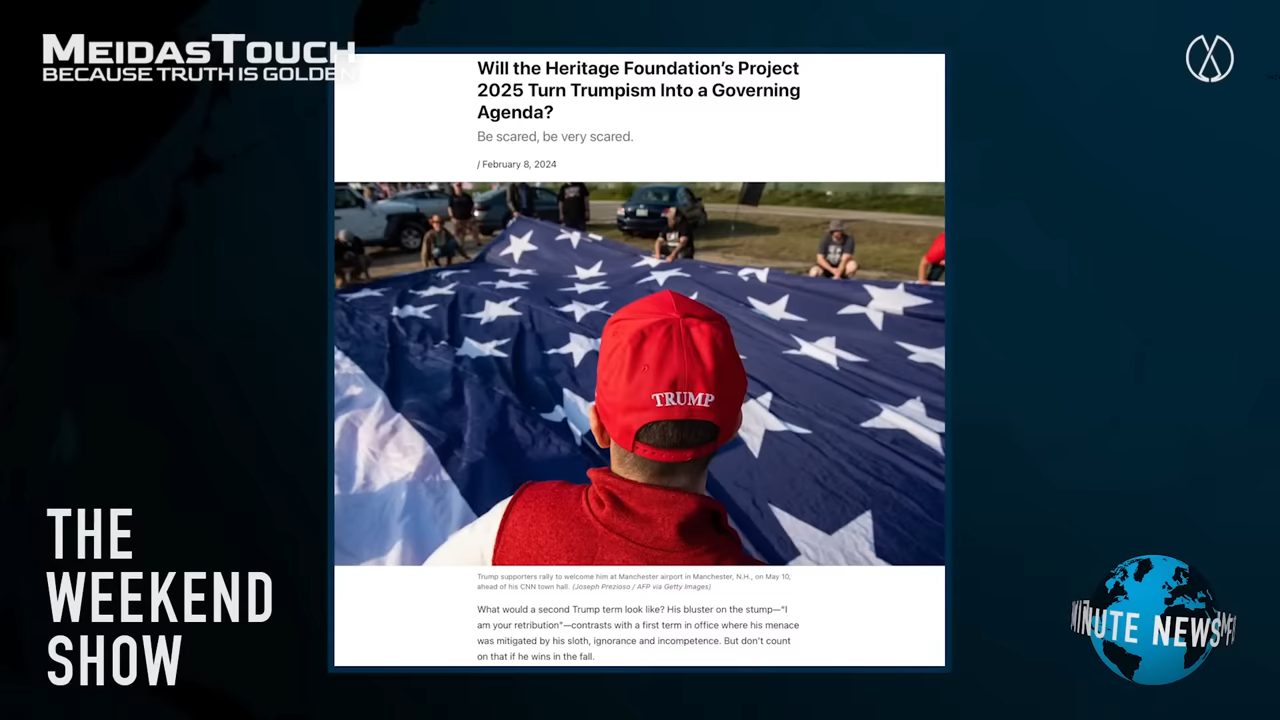 MEIDASTOUCH
BECAUSE TRUTH IS GOLDEN
Will the Heritage Foundation's Project
2025 Turn Trumpism Into a Governing
Agenda?
Be scared, be very scared.
/ February 8, 2024
TRUMP
Trump supporters rally to welcome him at Manchester airport in Manchester, N.H., on May 10,
ahead of his CNN town hall. (Joseph Prezioso / AFP via Getty Images)
What would a second Trump term look like? His bluster on the stump—“I
am your retribution”—contrasts with a first term in office where his menace
was mitigated by his sloth, ignorance and incompetence. But don't count
on that if he wins in the fall.
THE
WEEKEND
SHOW
MINUTE NEWS